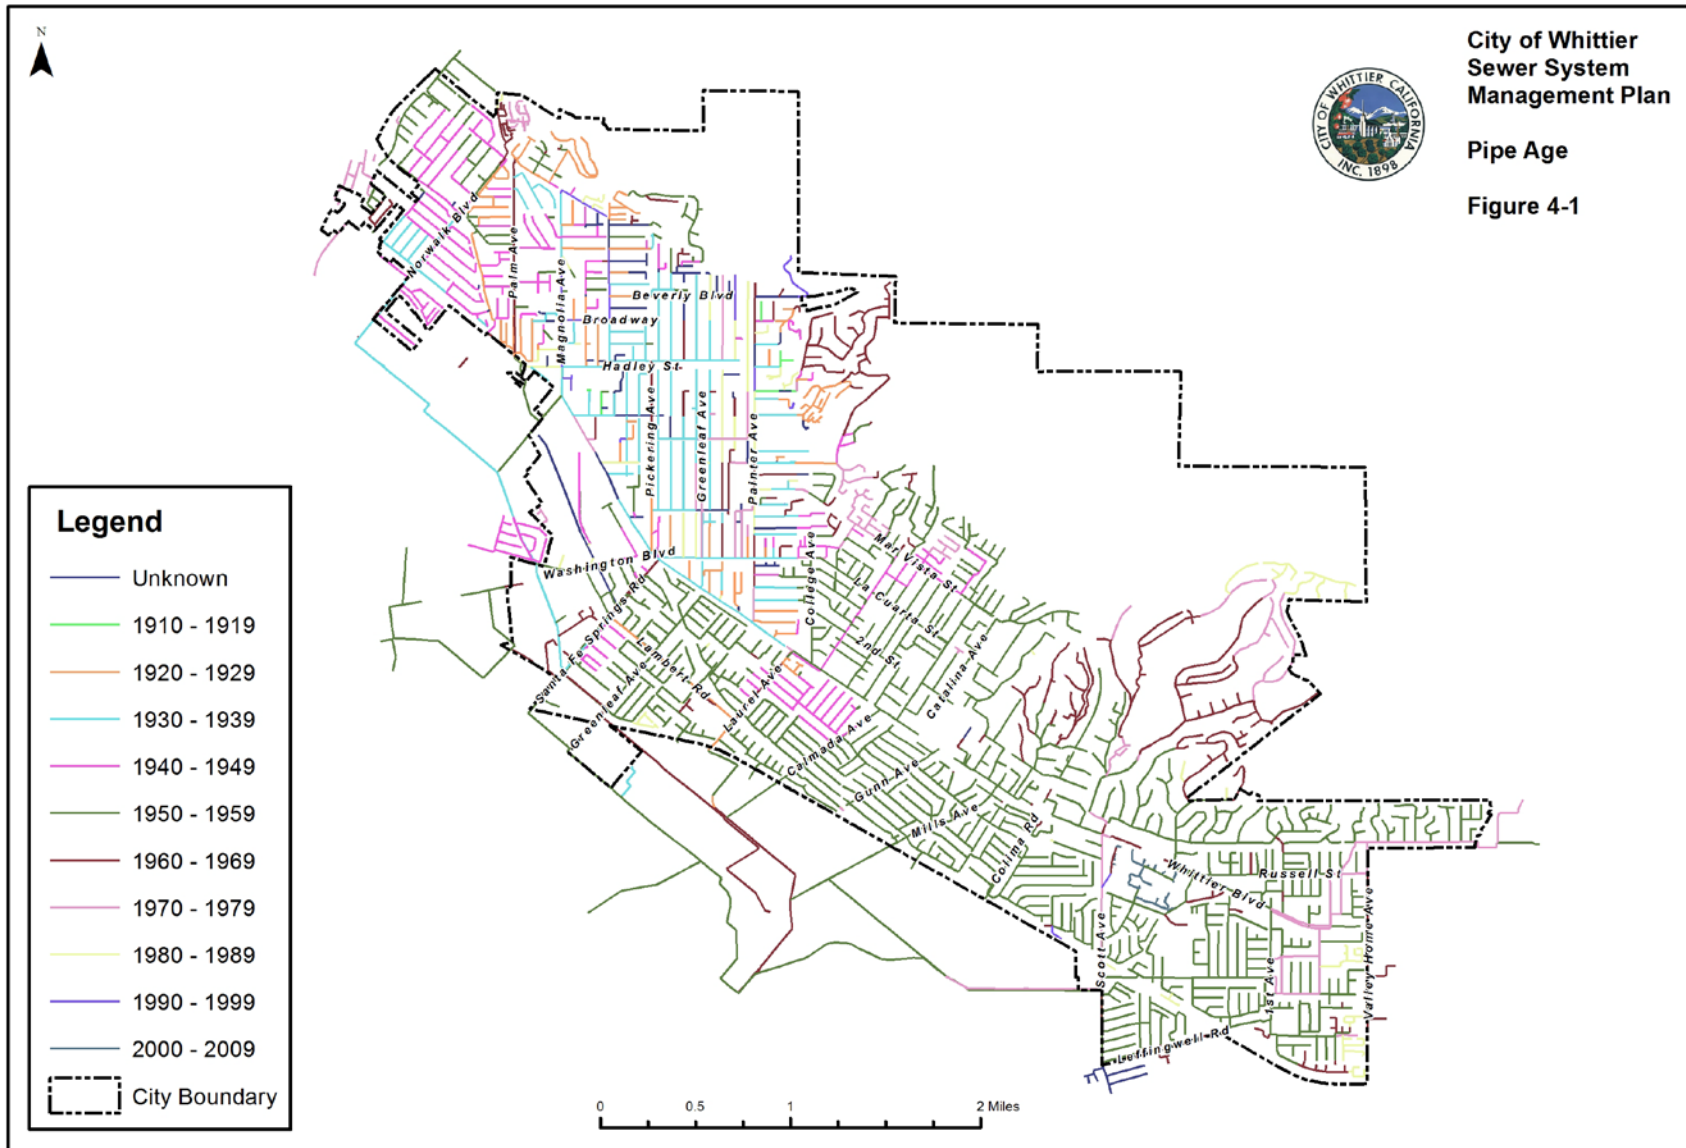 N
City of Whittier
Sewer System
Management Plan
Pipe Age
Figure 4-1
CITY OF WHITTIER CALIFORNIA
INC. 1898
Norwalk Blvd
Palm Ave
Magnolia Ave
Beverly Blvd
Broadway
Hadley St
Pickering Ave
Greenleaf Ave
Painter Ave
College Ave
Washington Blvd
Santa Fe Springs Rd
Greenleaf Ave
Lambert Rd
Laurel Ave
Mar Vista St
La Cuarta St
2nd St
Catalina Ave
Calmada Ave
Gunn Ave
Mills Ave
Colima Rd
Whittier Blvd
Russell St
Scott Ave
1st Ave
Valley Home Ave
Leffingwell Rd
Legend
Unknown
1910 - 1919
1920 - 1929
1930 - 1939
1940 - 1949
1950 - 1959
1960 - 1969
1970 - 1979
1980 - 1989
1990 - 1999
2000 - 2009
City Boundary
0 0.5 1 2 Miles